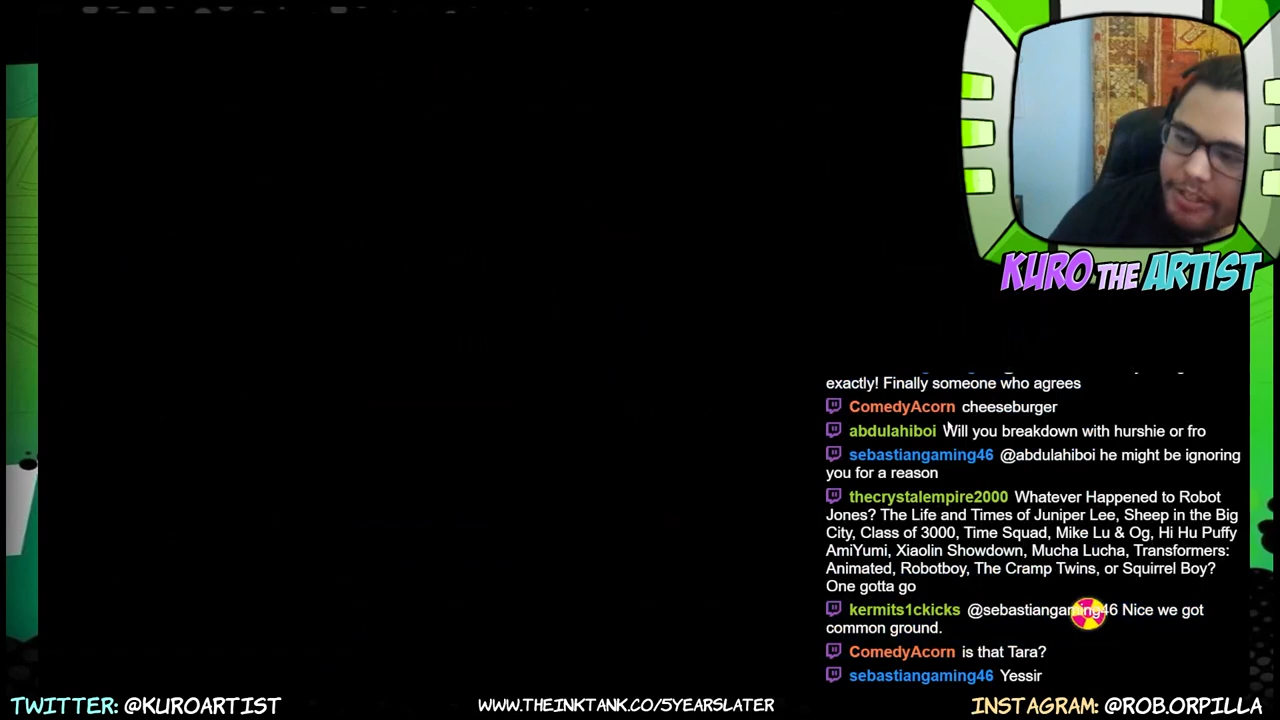 KURO THE ARTIST
exactly! Finally someone who agrees
ComedyAcorn cheeseburger
abdulahiboi Will you breakdown with hurshie or fro
sebastiangaming46 @abdulahiboi he might be ignoring
you for a reason
thecrystalempire2000 Whatever Happened to Robot
Jones? The Life and Times of Juniper Lee, Sheep in the Big
City, Class of 3000, Time Squad, Mike Lu & Og, Hi Hu Puffy
AmiYumi, Xiaolin Showdown, Mucha Lucha, Transformers:
Animated, Robotboy, The Cramp Twins, or Squirrel Boy?
One gotta go
kermits1ckicks @sebastiangaming46 Nice we got
common ground.
ComedyAcorn is that Tara?
sebastiangaming46 Yessir
TWITTER: @KUROARTIST
WWW.THEINKTANK.CO/5YEARSLATER
INSTAGRAM: @ROB.ORPILLA